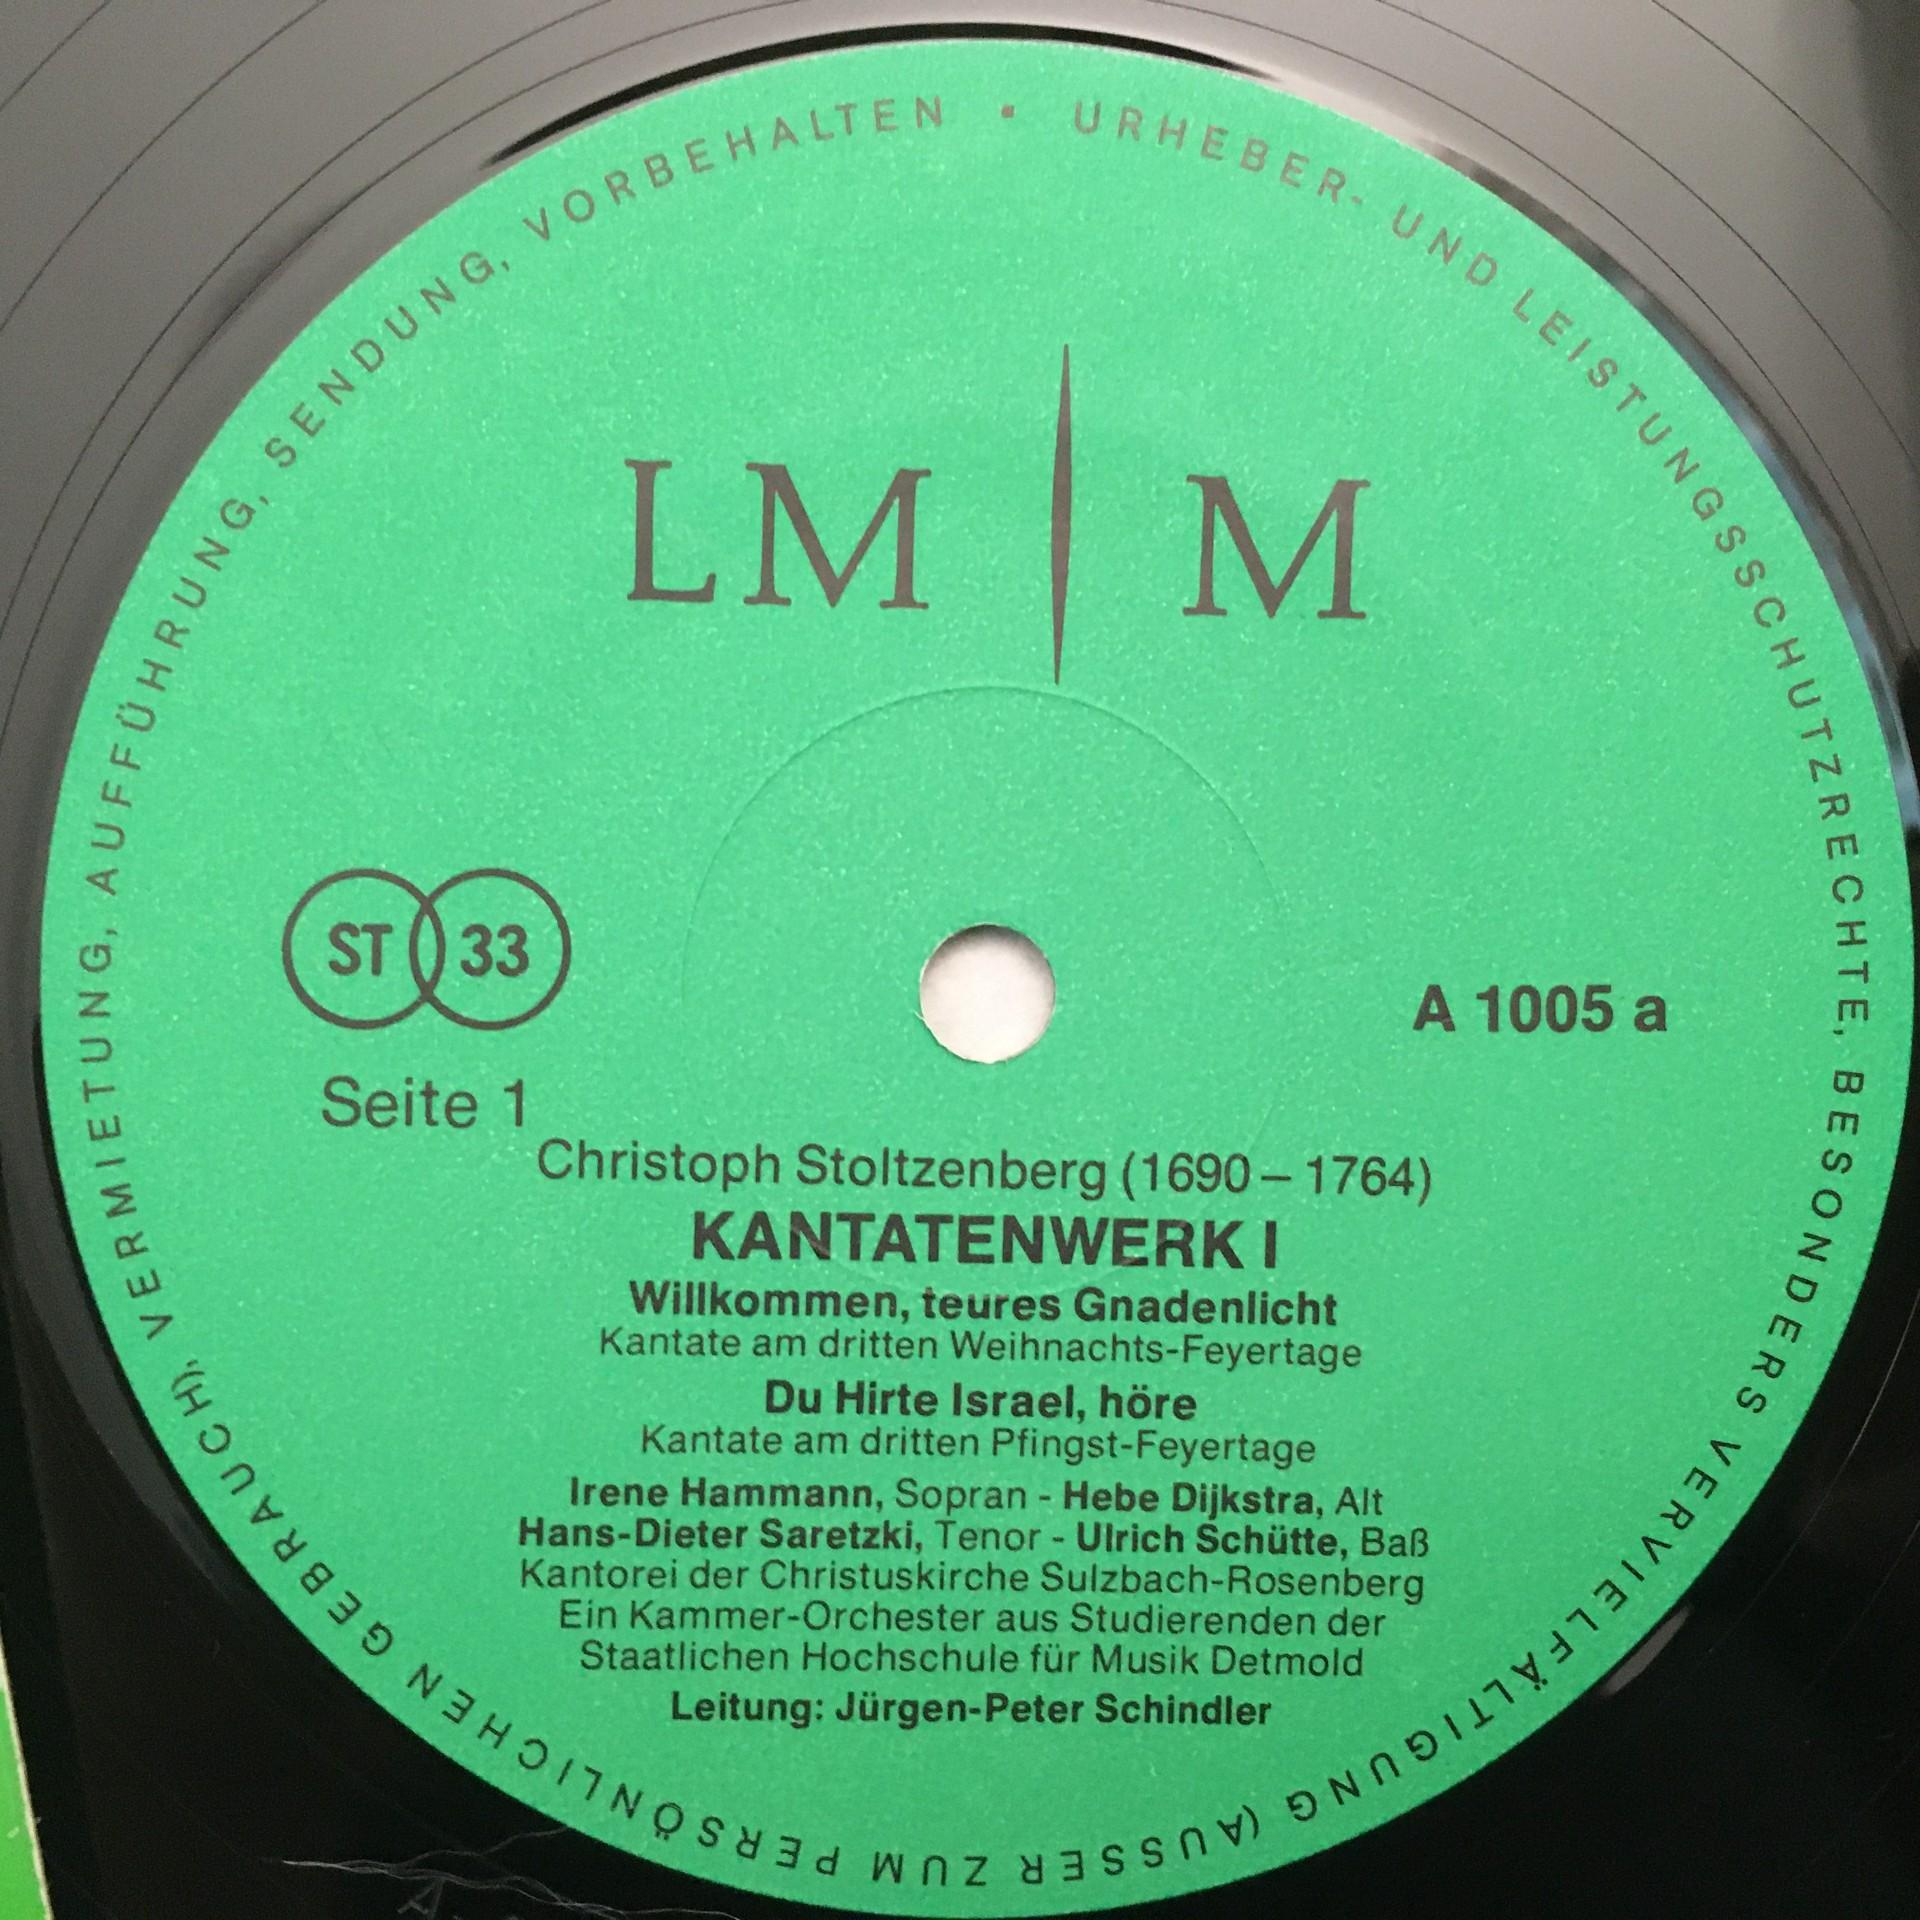 URHEBER- UND LEISTUNGSSCHUTZRECHTE, BESONDERS VERVIELFÄLTIGUNG (AUSSER ZUM PERSÖNLICHEN GEBRAUCH), VERMIETUNG, AUFFÜHRUNG, SENDUNG, VORBEHALTEN •
LM | M
ST 33
A 1005 a
Seite 1
Christoph Stoltzenberg (1690 – 1764)
KANTATENWERK I
Willkommen, teures Gnadenlicht
Kantate am dritten Weihnachts-Feyertage
Du Hirte Israel, höre
Kantate am dritten Pfingst-Feyertage
Irene Hammann, Sopran - Hebe Dijkstra, Alt
Hans-Dieter Saretzki, Tenor - Ulrich Schütte, Baß
Kantorei der Christuskirche Sulzbach-Rosenberg
Ein Kammer-Orchester aus Studierenden der
Staatlichen Hochschule für Musik Detmold
Leitung: Jürgen-Peter Schindler